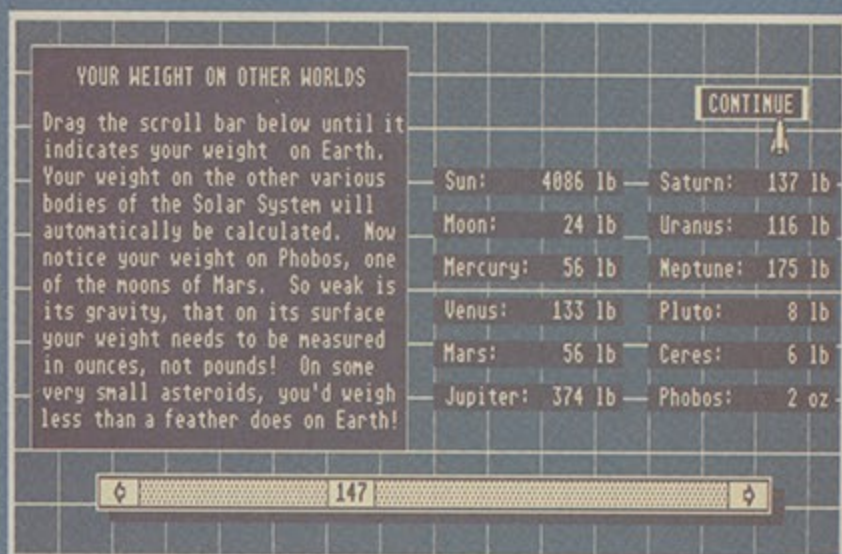 YOUR WEIGHT ON OTHER WORLDS
Drag the scroll bar below until it
indicates your weight on Earth.
Your weight on the other various
bodies of the Solar System will
automatically be calculated. Now
notice your weight on Phobos, one
of the moons of Mars. So weak is
its gravity, that on its surface
your weight needs to be measured
in ounces, not pounds! On some
very small asteroids, you'd weigh
less than a feather does on Earth!
CONTINUE
Sun: 4086 lb
Moon: 24 lb
Mercury: 56 lb
Venus: 133 lb
Mars: 56 lb
Jupiter: 374 lb
Saturn: 137 lb
Uranus: 116 lb
Neptune: 175 lb
Pluto: 8 lb
Ceres: 6 lb
Phobos: 2 oz
147